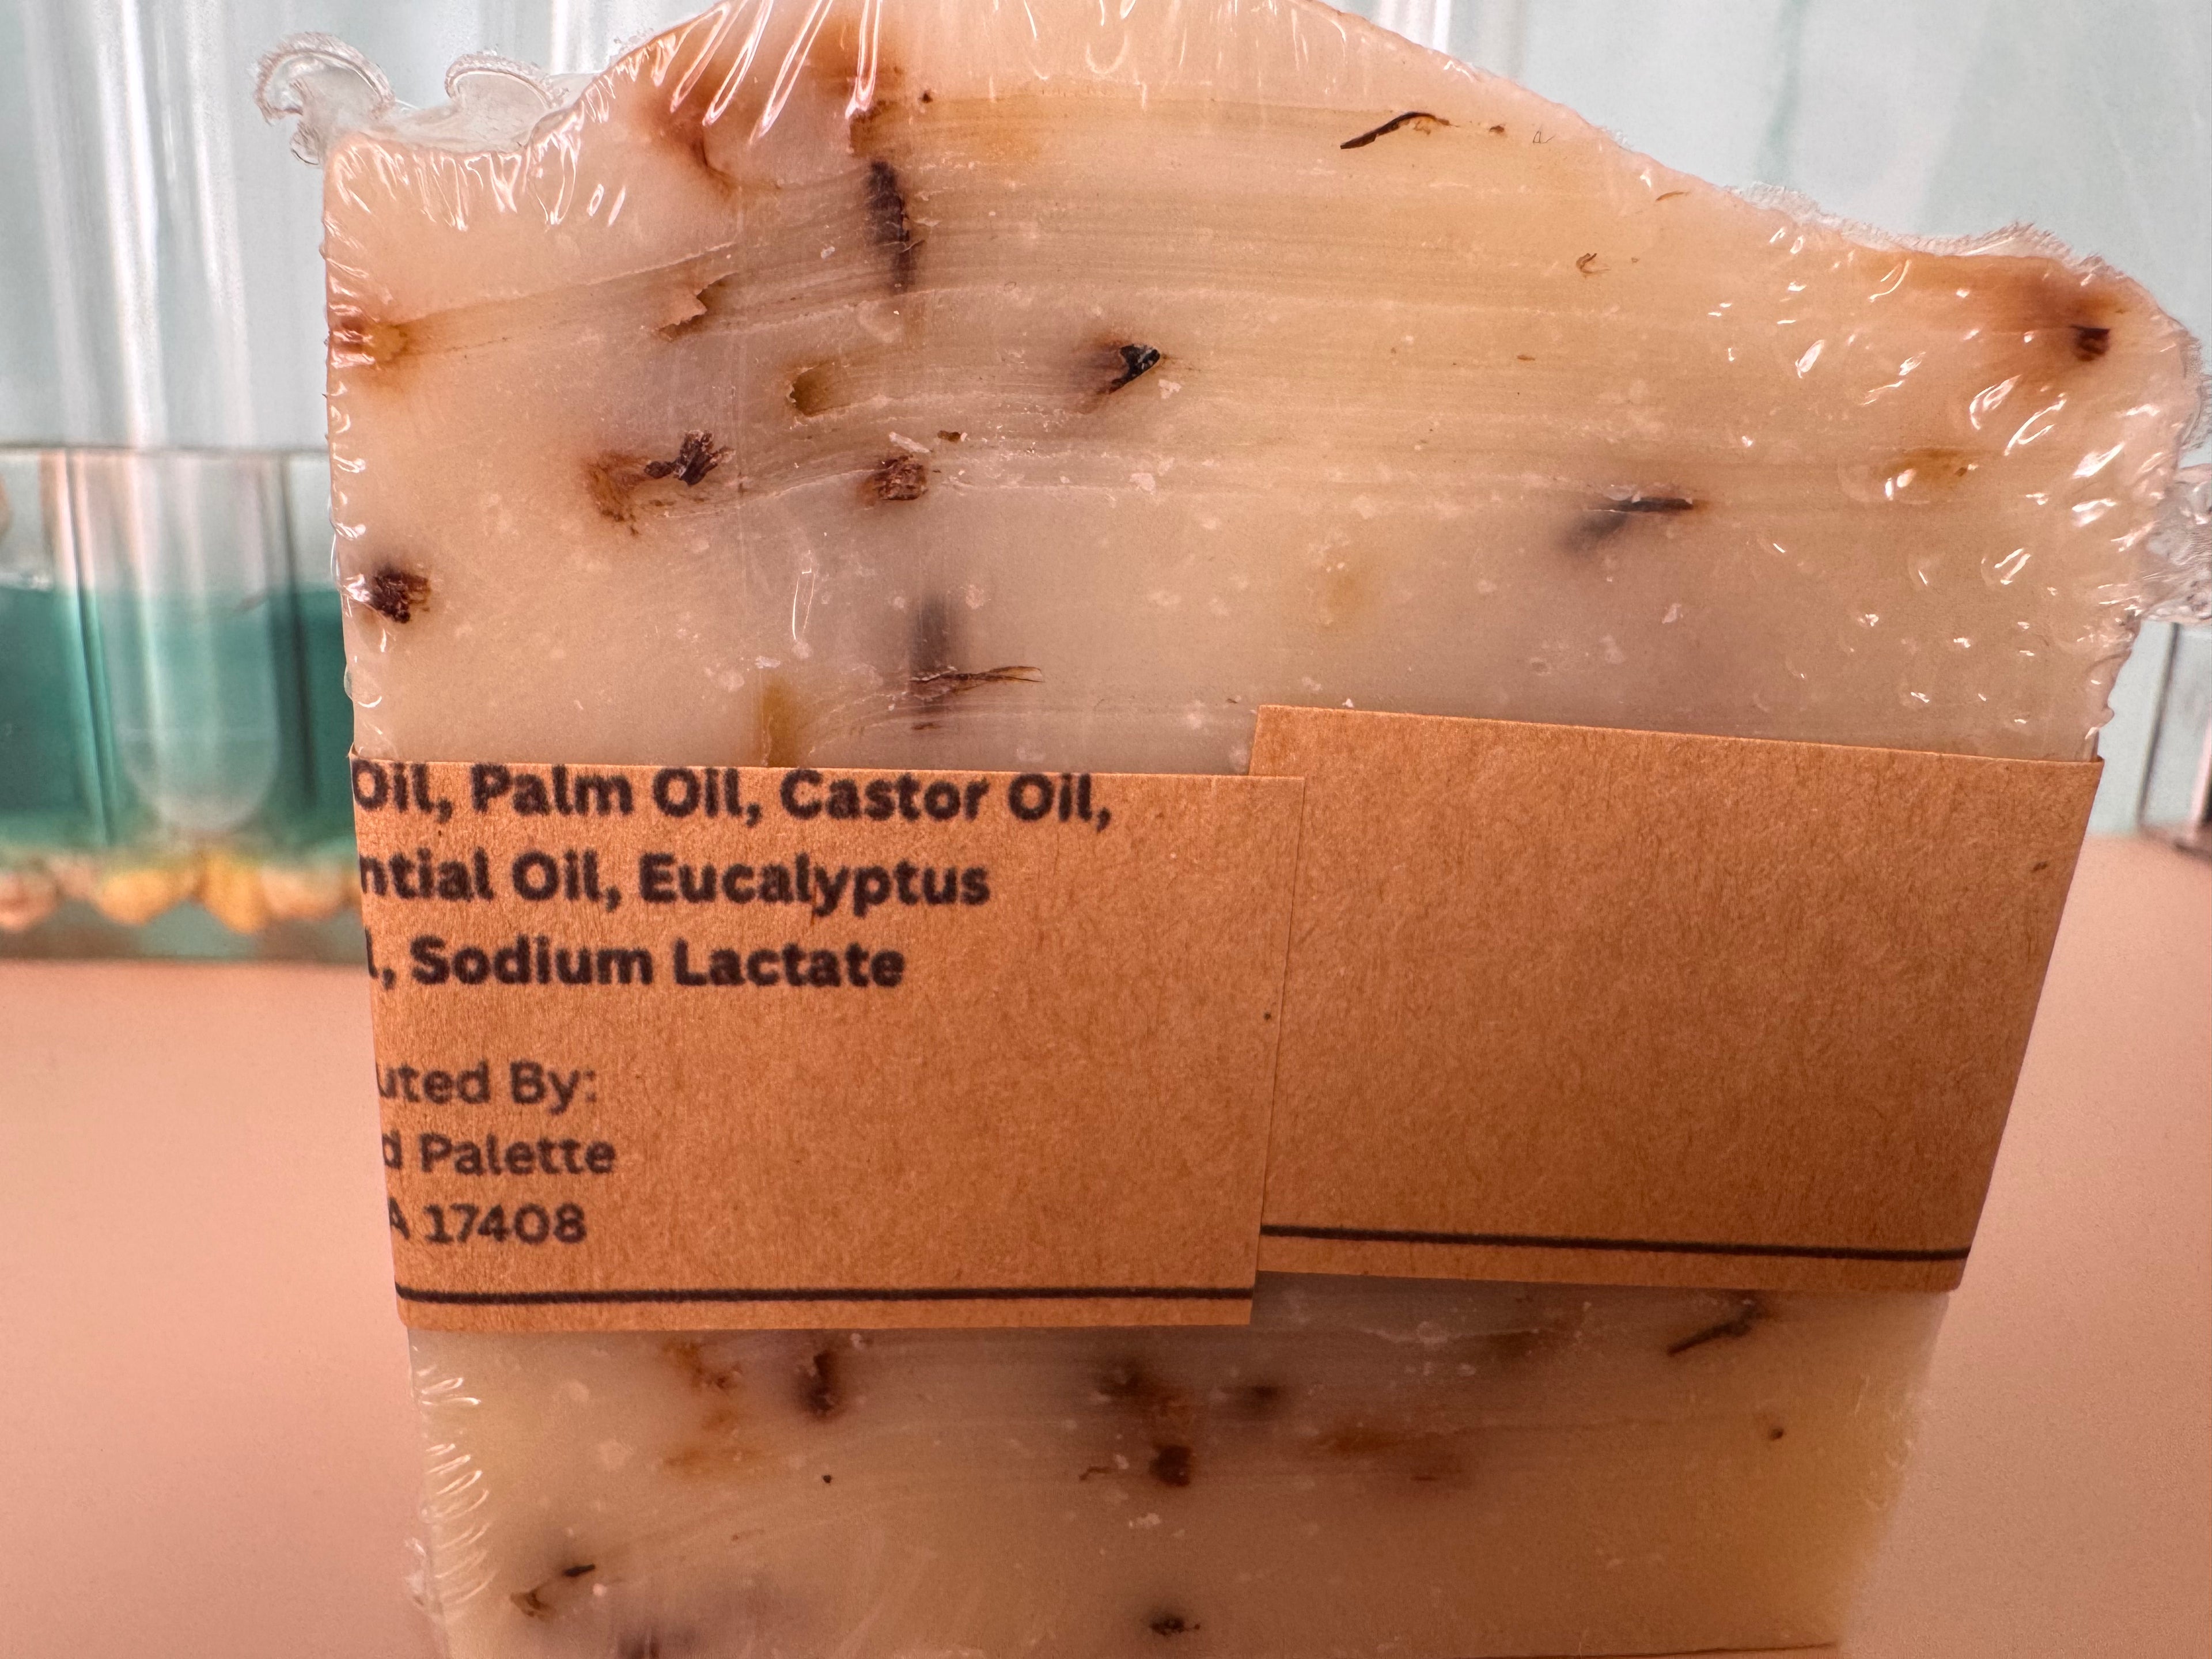 Oil, Palm Oil, Castor Oil,
ntial Oil, Eucalyptus
l, Sodium Lactate
uted By:
d Palette
A 17408